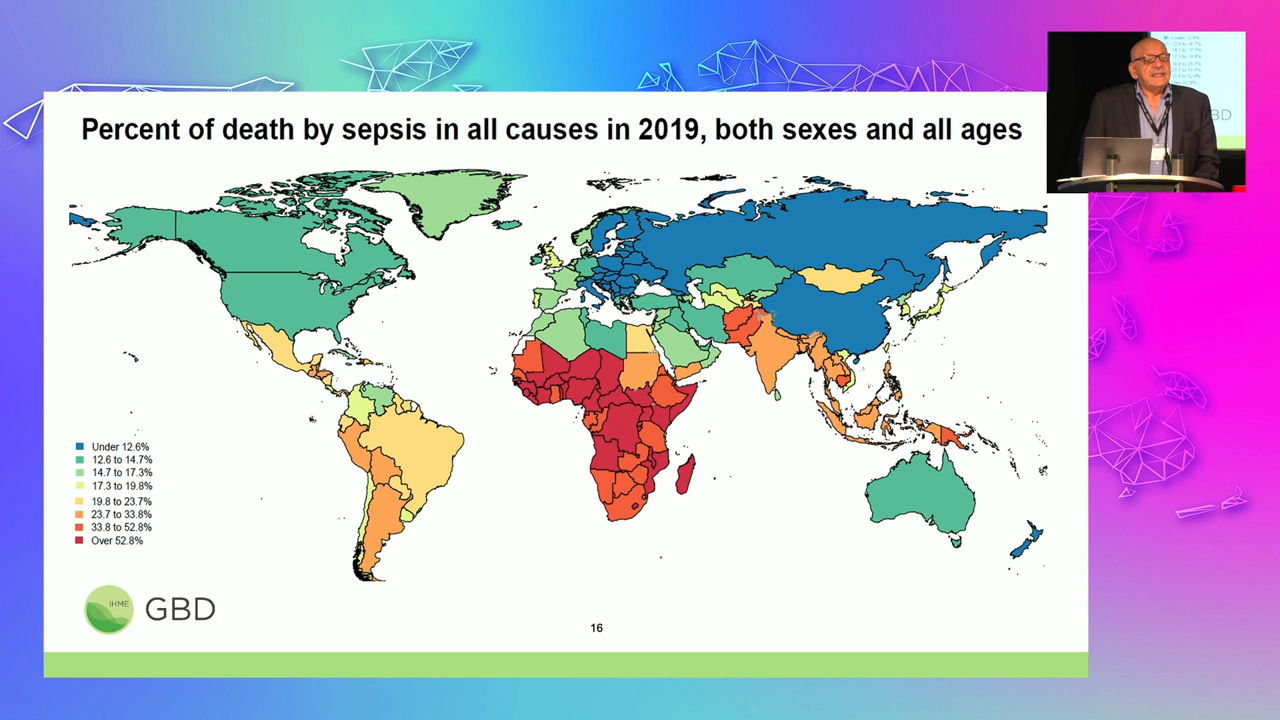 Percent of death by sepsis in all causes in 2019, both sexes and all ages
Under 12.6%
12.6 to 14.7%
14.7 to 17.3%
17.3 to 19.8%
19.8 to 23.7%
23.7 to 33.8%
33.8 to 52.8%
Over 52.8%
IHME
GBD
16